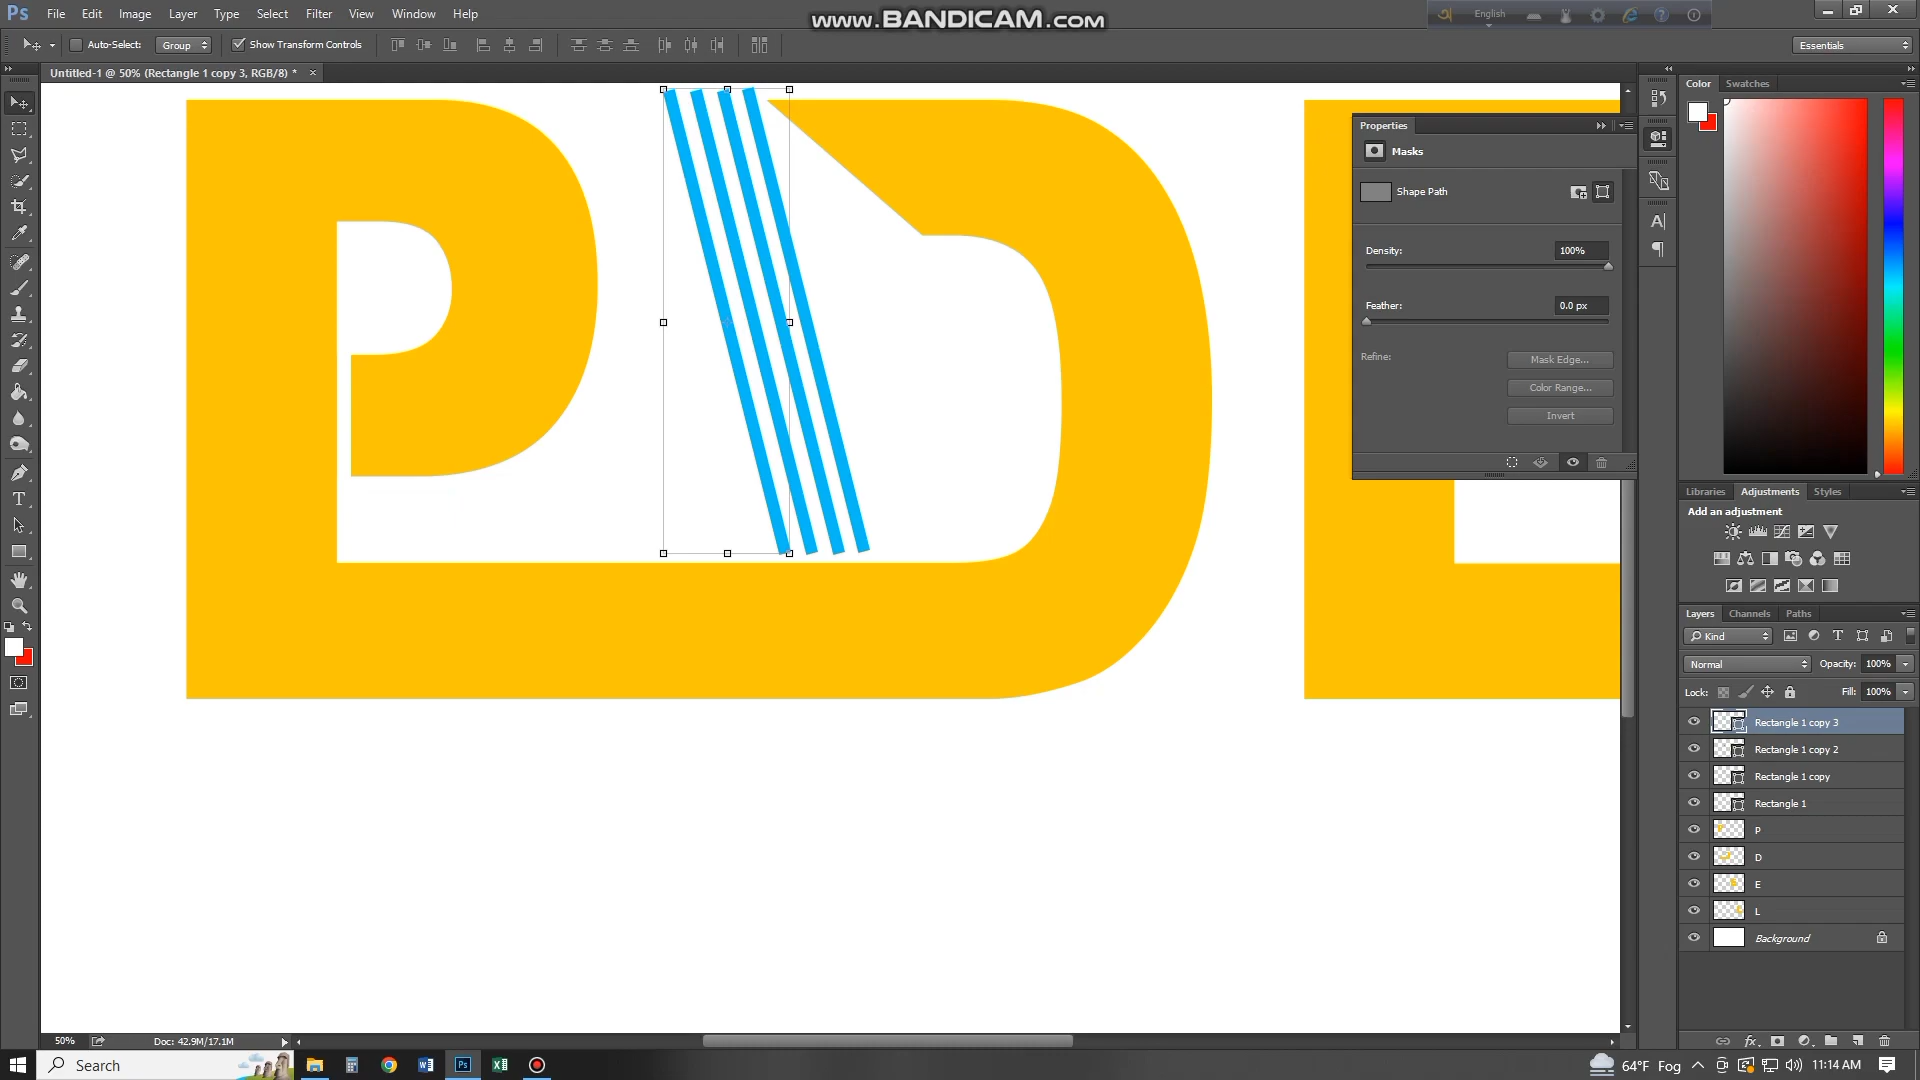 Ps File Edit Image Layer Type Select Filter View Window Help
www.BANDICAM.com
English
Auto-Select: Group Show Transform Controls
Essentials
Untitled-1 @ 50% (Rectangle 1 copy 3, RGB/8) *
Color Swatches
Properties
Masks
Shape Path
Density: 100%
Feather: 0.0 px
Refine:
Mask Edge...
Color Range...
Invert
PDE
Libraries Adjustments Styles
Add an adjustment
Layers Channels Paths
Kind
Normal Opacity: 100%
Lock: Fill: 100%
Rectangle 1 copy 3
Rectangle 1 copy 2
Rectangle 1 copy
Rectangle 1
P
D
E
L
Background
50% Doc: 42.9M/17.1M
Search
64°F Fog
11:14 AM